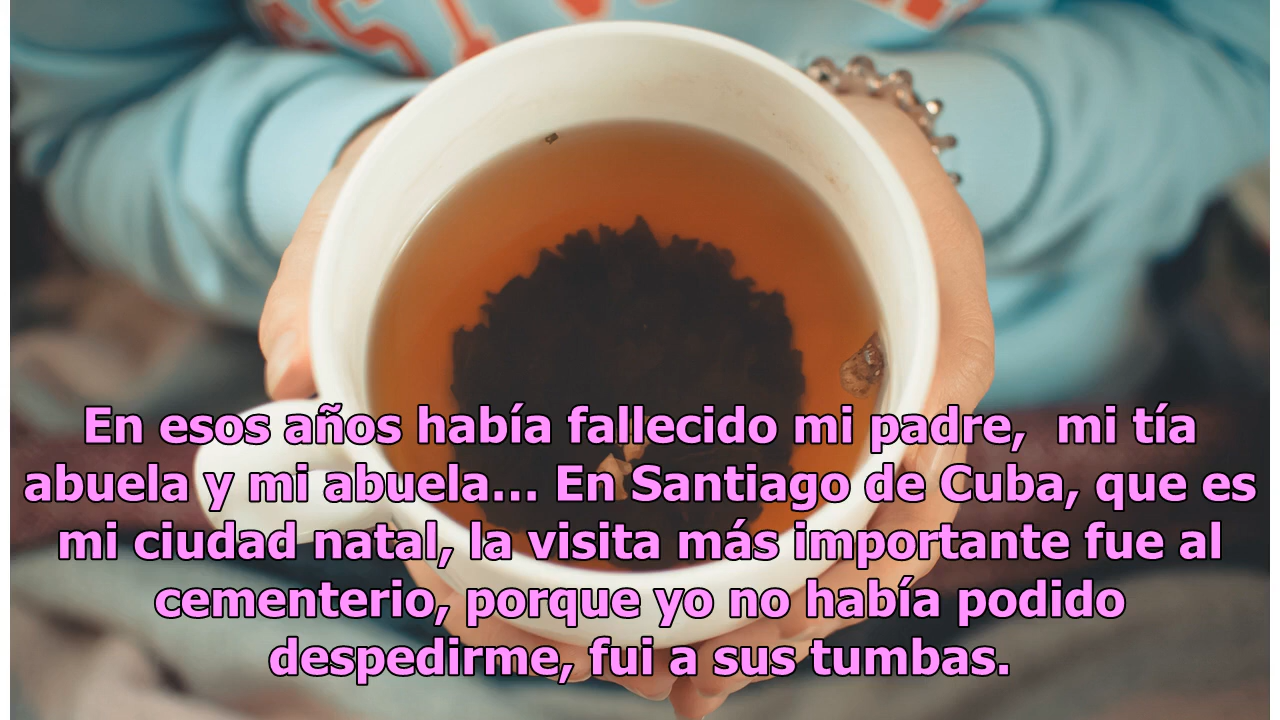 En esos años había fallecido mi padre,  mi tía
abuela y mi abuela... En Santiago de Cuba, que es
mi ciudad natal, la visita más importante fue al
cementerio, porque yo no había podido
despedirme, fui a sus tumbas.